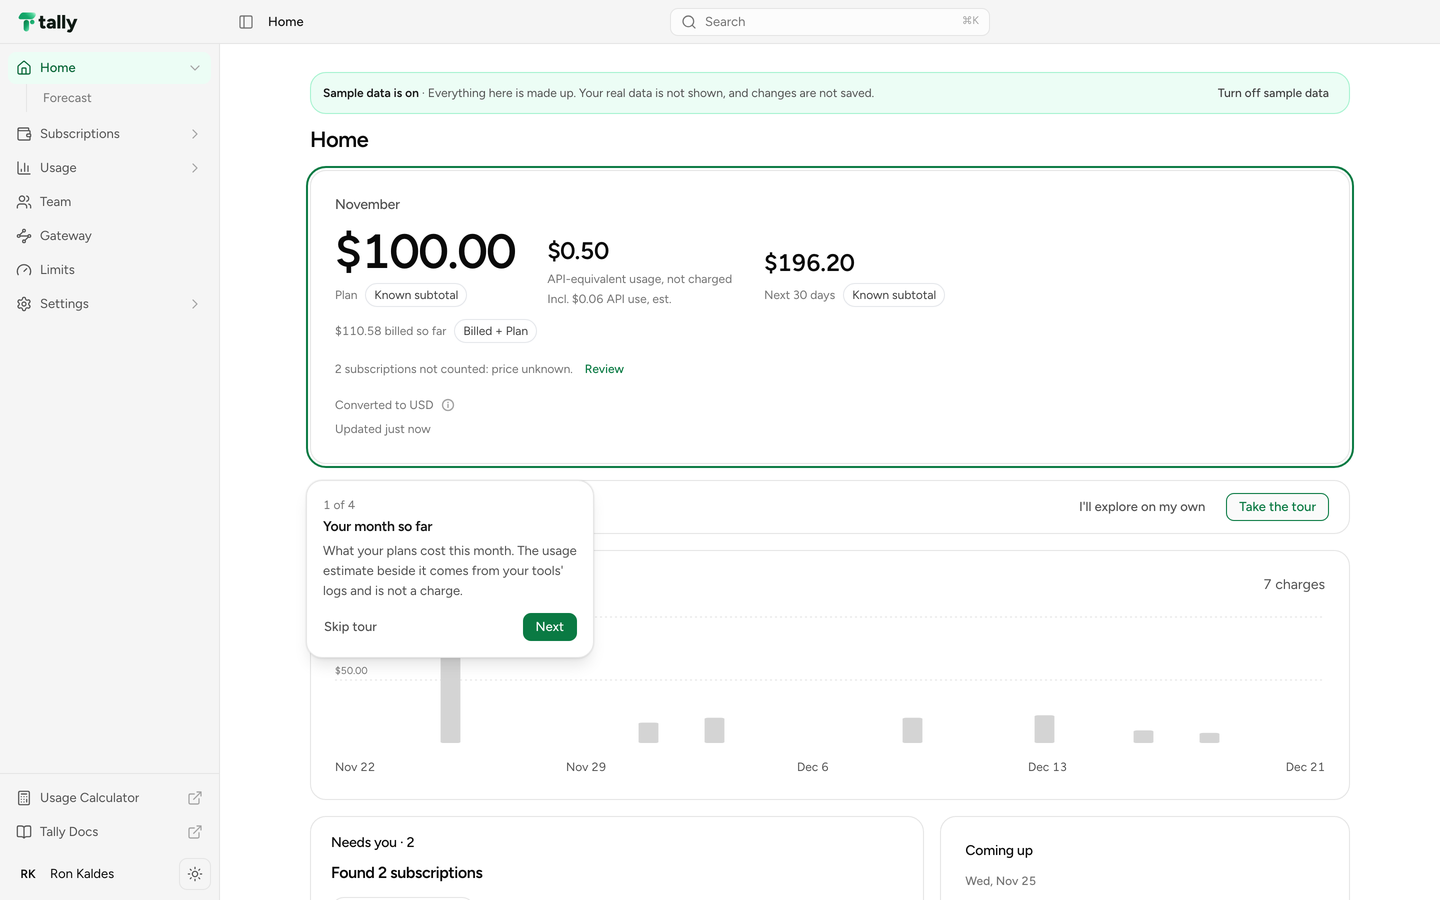 tally
Home
Search
⌘K
Home
Forecast
Subscriptions
Usage
Team
Gateway
Limits
Settings
Usage Calculator
Tally Docs
RK Ron Kaldes
Sample data is on · Everything here is made up. Your real data is not shown, and changes are not saved.
Turn off sample data
Home
November
$100.00
Plan Known subtotal
$0.50
API-equivalent usage, not charged
Incl. $0.06 API use, est.
$196.20
Next 30 days Known subtotal
$110.58 billed so far Billed + Plan
2 subscriptions not counted: price unknown. Review
Converted to USD
Updated just now
1 of 4
Your month so far
What your plans cost this month. The usage
estimate beside it comes from your tools'
logs and is not a charge.
Skip tour Next
I'll explore on my own Take the tour
7 charges
$50.00
Nov 22 Nov 29 Dec 6 Dec 13 Dec 21
Needs you · 2
Found 2 subscriptions
Coming up
Wed, Nov 25